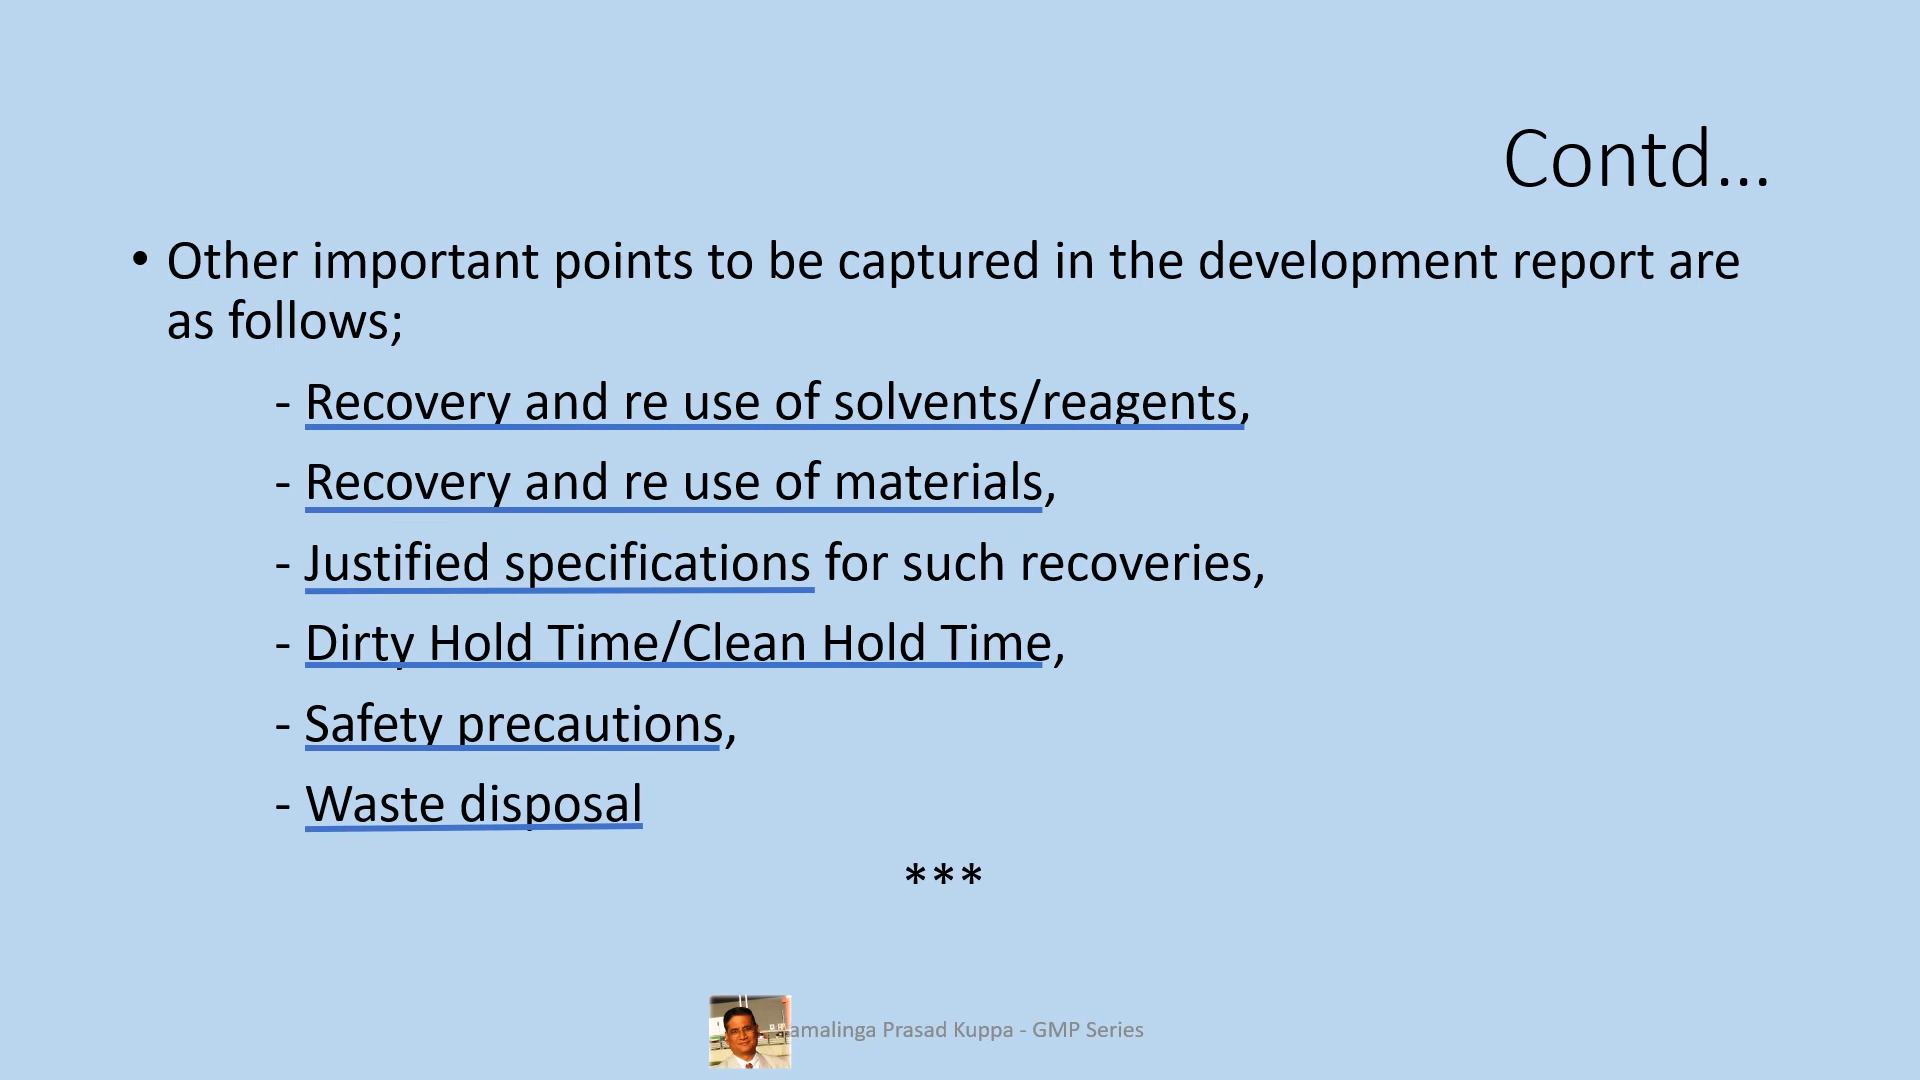 Contd…
• Other important points to be captured in the development report are
as follows;
- Recovery and re use of solvents/reagents,
- Recovery and re use of materials,
- Justified specifications for such recoveries,
- Dirty Hold Time/Clean Hold Time,
- Safety precautions,
- Waste disposal
***
Prasad Kuppa - GMP Series